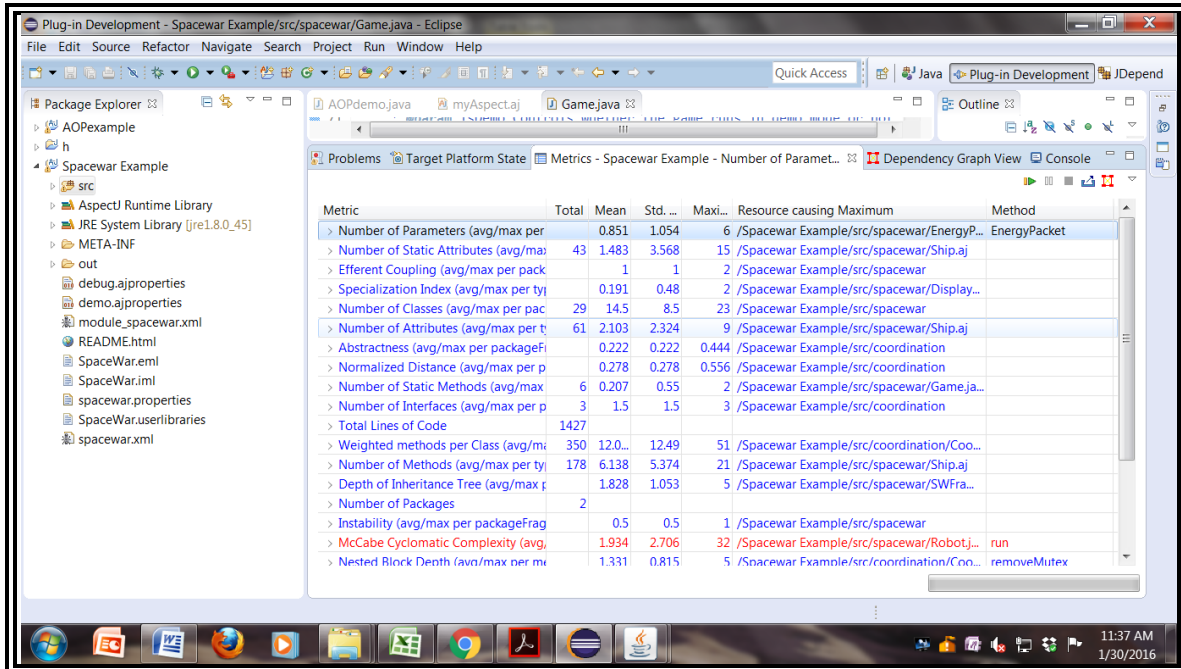 Plug-in Development - Spacewar Example/src/spacewar/Game.java - Eclipse
File Edit Source Refactor Navigate Search Project Run Window Help
Quick Access Java Plug-in Development JDepend
Package Explorer
AOPexample
h
Spacewar Example
src
AspectJ Runtime Library
JRE System Library [jre1.8.0_45]
META-INF
out
debug.ajproperties
demo.ajproperties
module_spacewar.xml
README.html
SpaceWar.eml
SpaceWar.iml
spacewar.properties
SpaceWar.userlibraries
spacewar.xml
AOPdemo.java myAspect.aj Game.java
Outline
Problems Target Platform State Metrics - Spacewar Example - Number of Paramet... Dependency Graph View Console
Metric Total Mean Std. ... Maxi... Resource causing Maximum Method
Number of Parameters (avg/max per 0.851 1.054 6 /Spacewar Example/src/spacewar/EnergyP... EnergyPacket
Number of Static Attributes (avg/max 43 1.483 3.568 15 /Spacewar Example/src/spacewar/Ship.aj
Efferent Coupling (avg/max per pack 1 1 2 /Spacewar Example/src/spacewar
Specialization Index (avg/max per typ 0.191 0.48 2 /Spacewar Example/src/spacewar/Display...
Number of Classes (avg/max per pac 29 14.5 8.5 23 /Spacewar Example/src/spacewar
Number of Attributes (avg/max per ty 61 2.103 2.324 9 /Spacewar Example/src/spacewar/Ship.aj
Abstractness (avg/max per packageFr 0.222 0.222 0.444 /Spacewar Example/src/coordination
Normalized Distance (avg/max per p 0.278 0.278 0.556 /Spacewar Example/src/coordination
Number of Static Methods (avg/max 6 0.207 0.55 2 /Spacewar Example/src/spacewar/Game.ja...
Number of Interfaces (avg/max per p 3 1.5 1.5 3 /Spacewar Example/src/coordination
Total Lines of Code 1427
Weighted methods per Class (avg/ma 350 12.0... 12.49 51 /Spacewar Example/src/coordination/Coo...
Number of Methods (avg/max per typ 178 6.138 5.374 21 /Spacewar Example/src/spacewar/Ship.aj
Depth of Inheritance Tree (avg/max p 1.828 1.053 5 /Spacewar Example/src/spacewar/SWFra...
Number of Packages 2
Instability (avg/max per packageFrag 0.5 0.5 1 /Spacewar Example/src/spacewar
McCabe Cyclomatic Complexity (avg, 1.934 2.706 32 /Spacewar Example/src/spacewar/Robot.j... run
Nested Block Depth (avg/max per me 1.331 0.815 5 /Spacewar Example/src/coordination/Coo... removeMutex
11:37 AM
1/30/2016